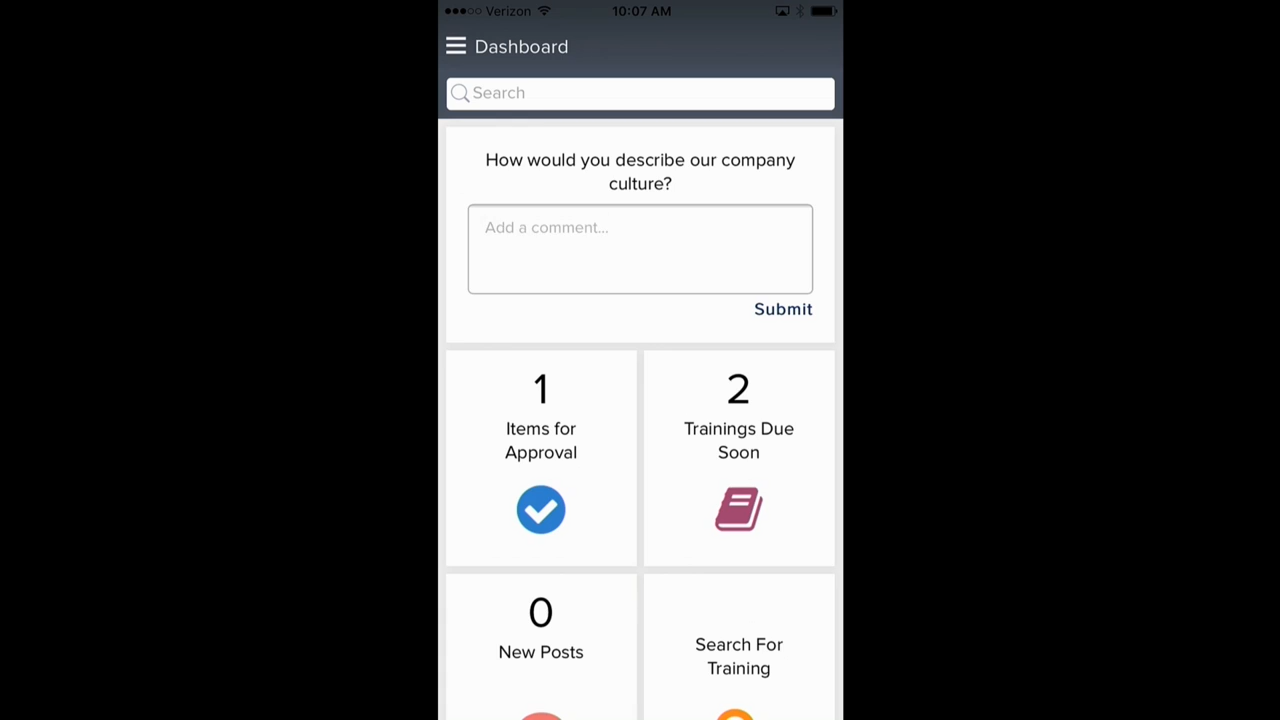 Verizon 10:07 AM
Dashboard
Search
How would you describe our company
culture?
Add a comment...
Submit
1
Items for
Approval
2
Trainings Due
Soon
0
New Posts
Search For
Training